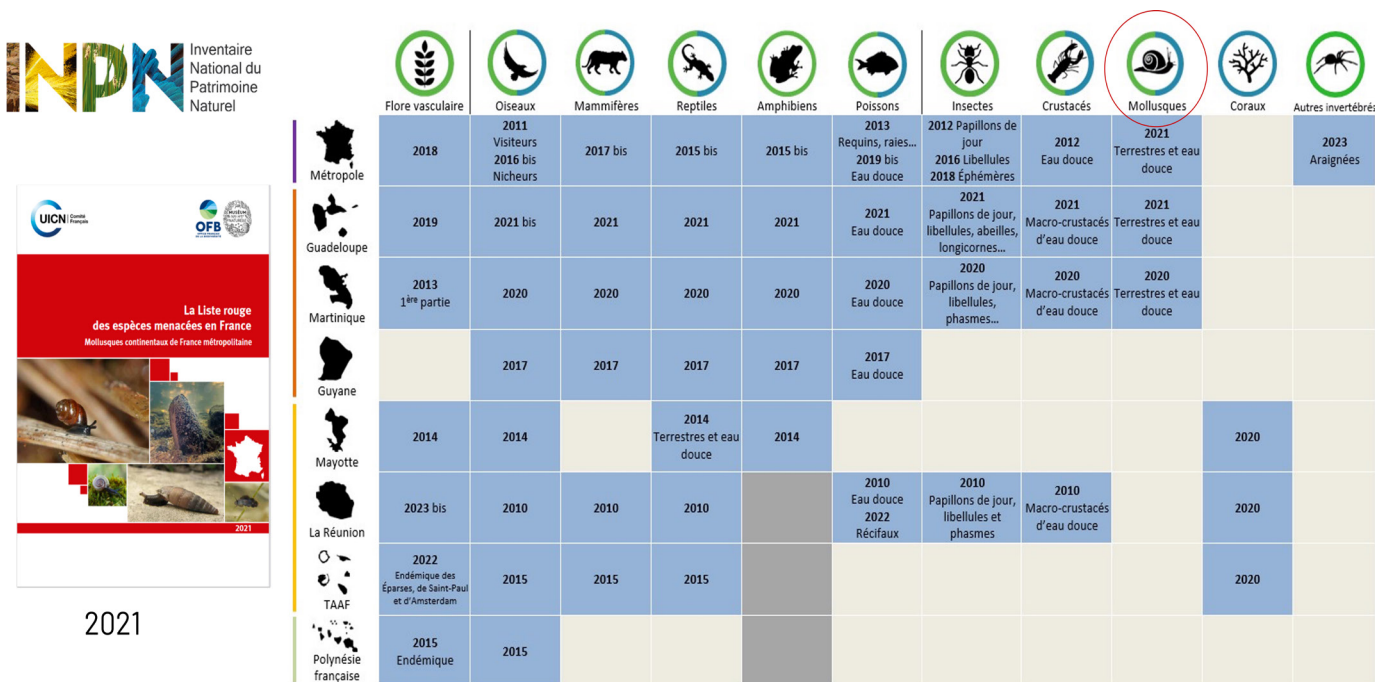 INPN
Inventaire
National du
Patrimoine
Naturel
UICN Comité
Français
OFB
OFFICE FRANÇAIS
DE LA BIODIVERSITÉ
MUSÉUM
La Liste rouge
des espèces menacées en France
Mollusques continentaux de France métropolitaine
2021
2021
Flore vasculaire
Oiseaux
Mammifères
Reptiles
Amphibiens
Poissons
Insectes
Crustacés
Mollusques
Coraux
Autres invertébrés
Métropole
2018
2011
Visiteurs
2016 bis
Nicheurs
2017 bis
2015 bis
2015 bis
2013
Requins, raies...
2019 bis
Eau douce
2012 Papillons de
jour
2016 Libellules
2018 Éphémères
2012
Eau douce
2021
Terrestres et eau
douce
2023
Araignées
Guadeloupe
2019
2021 bis
2021
2021
2021
2021
Eau douce
2021
Papillons de jour,
libellules, abeilles,
longicornes...
2021
Macro-crustacés
d'eau douce
2021
Terrestres et eau
douce
Martinique
2013
1ère partie
2020
2020
2020
2020
2020
Eau douce
2020
Papillons de jour,
libellules,
phasmes...
2020
Macro-crustacés
d'eau douce
2020
Terrestres et eau
douce
Guyane
2017
2017
2017
2017
2017
Eau douce
Mayotte
2014
2014
2014
Terrestres et eau
douce
2014
2020
La Réunion
2023 bis
2010
2010
2010
2010
Eau douce
2022
Récifaux
2010
Papillons de jour,
libellules et
phasmes
2010
Macro-crustacés
d'eau douce
2020
TAAF
2022
Endémique des
Éparses, de Saint-Paul
et d'Amsterdam
2015
2015
2015
2020
Polynésie
française
2015
Endémique
2015